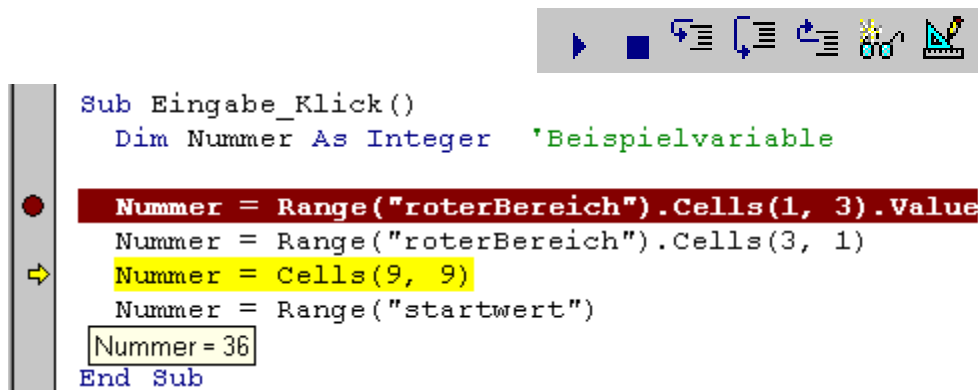 Sub Eingabe_Klick()
Dim Nummer As Integer 'Beispielvariable
Nummer = Range("roterBereich").Cells(1, 3).Value
Nummer = Range("roterBereich").Cells(3, 1)
Nummer = Cells(9, 9)
Nummer = Range("startwert")
Nummer = 36
End Sub